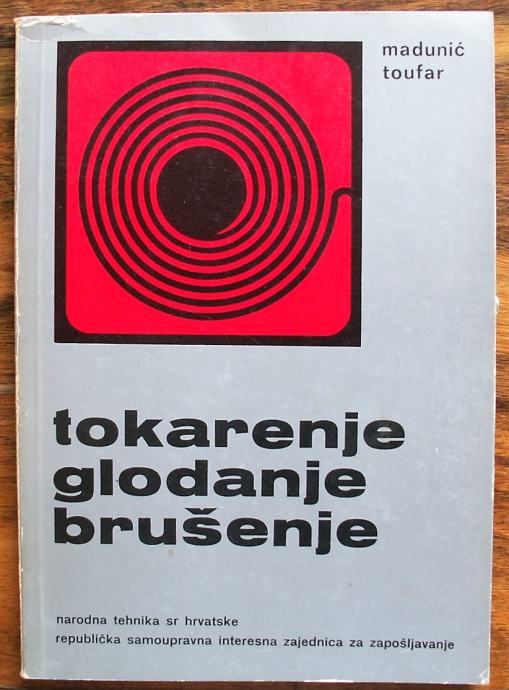 madunić
toufar
tokarenje
glodanje
brušenje
narodna tehnika sr hrvatske
republička samoupravna interesna zajednica za zapošljavanje